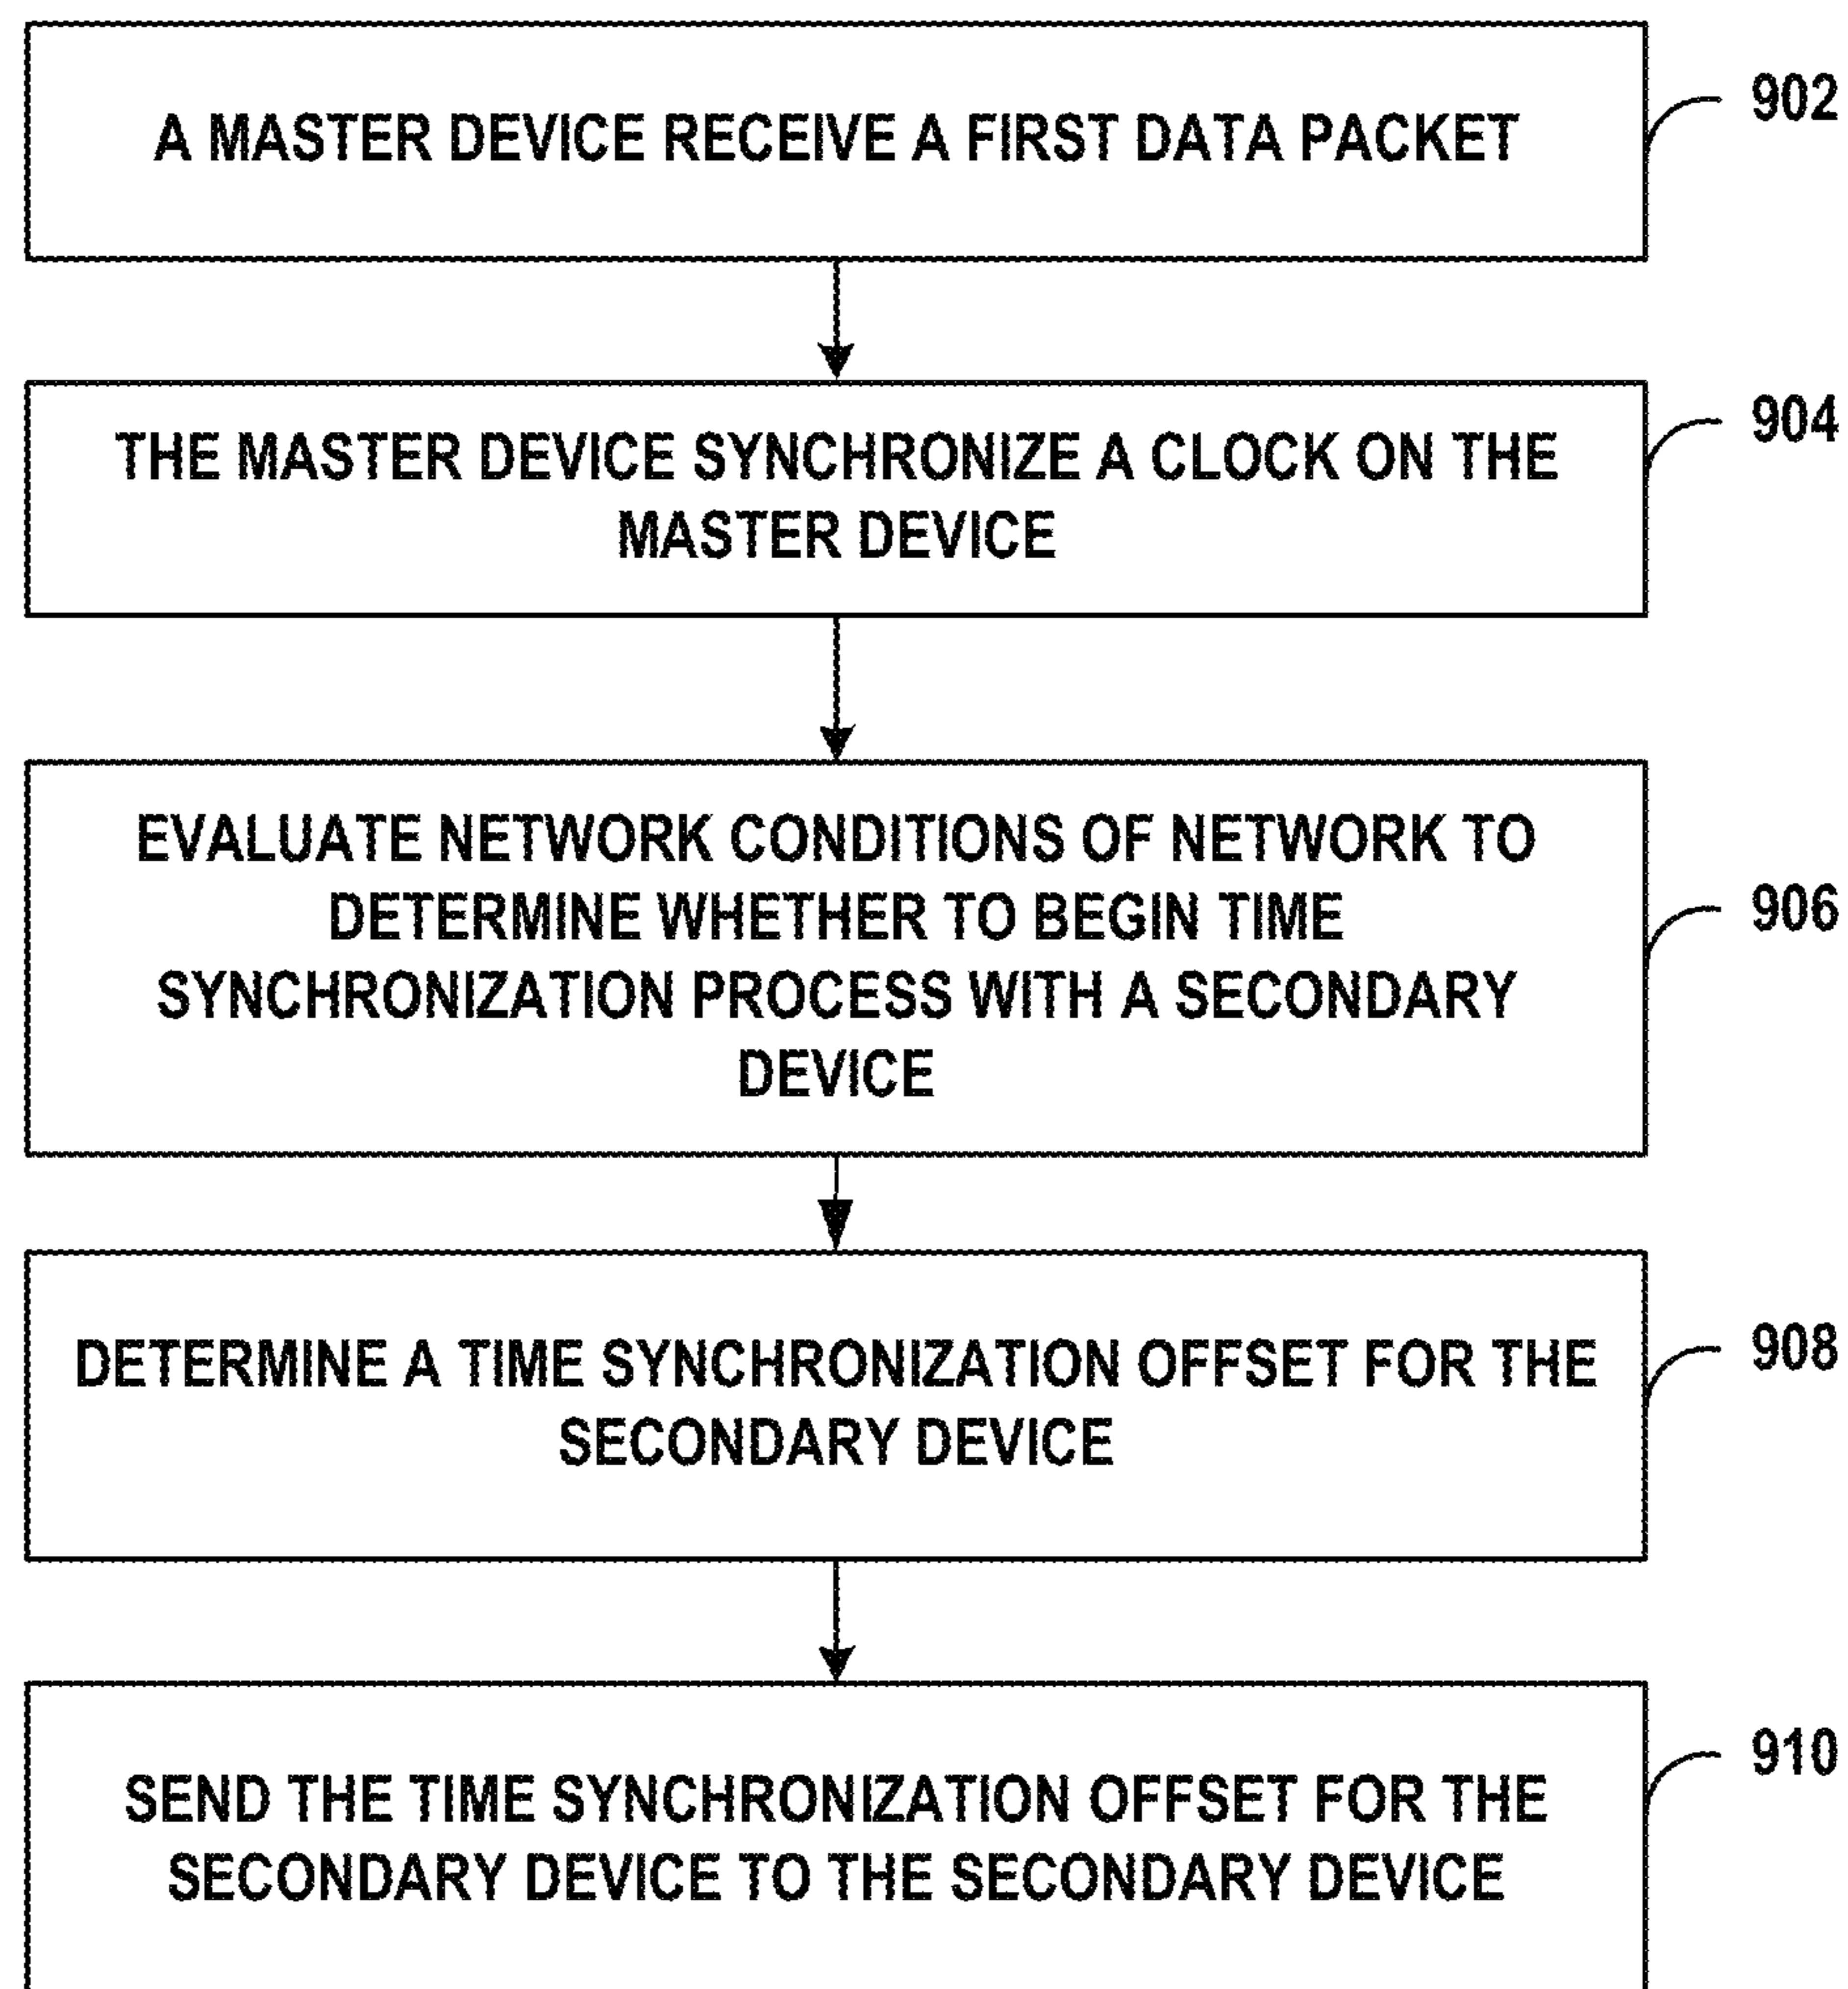 A MASTER DEVICE RECEIVE A FIRST DATA PACKET
902
THE MASTER DEVICE SYNCHRONIZE A CLOCK ON THE
MASTER DEVICE
904
EVALUATE NETWORK CONDITIONS OF NETWORK TO
DETERMINE WHETHER TO BEGIN TIME
SYNCHRONIZATION PROCESS WITH A SECONDARY
DEVICE
906
DETERMINE A TIME SYNCHRONIZATION OFFSET FOR THE
SECONDARY DEVICE
908
SEND THE TIME SYNCHRONIZATION OFFSET FOR THE
SECONDARY DEVICE TO THE SECONDARY DEVICE
910